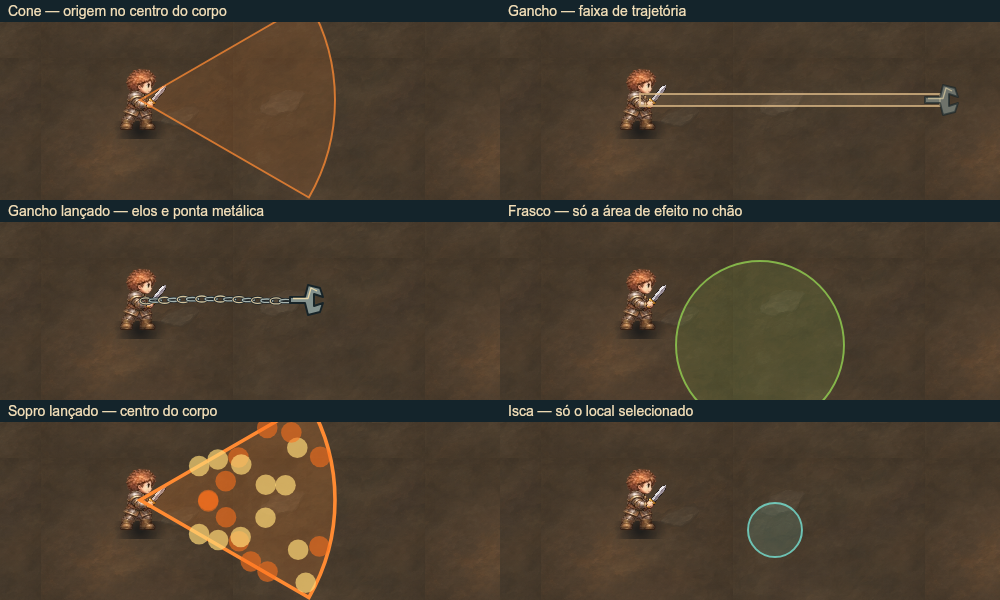 Cone — origem no centro do corpo
Gancho — faixa de trajetória
Gancho lançado — elos e ponta metálica
Frasco — só a área de efeito no chão
Sopro lançado — centro do corpo
Isca — só o local selecionado